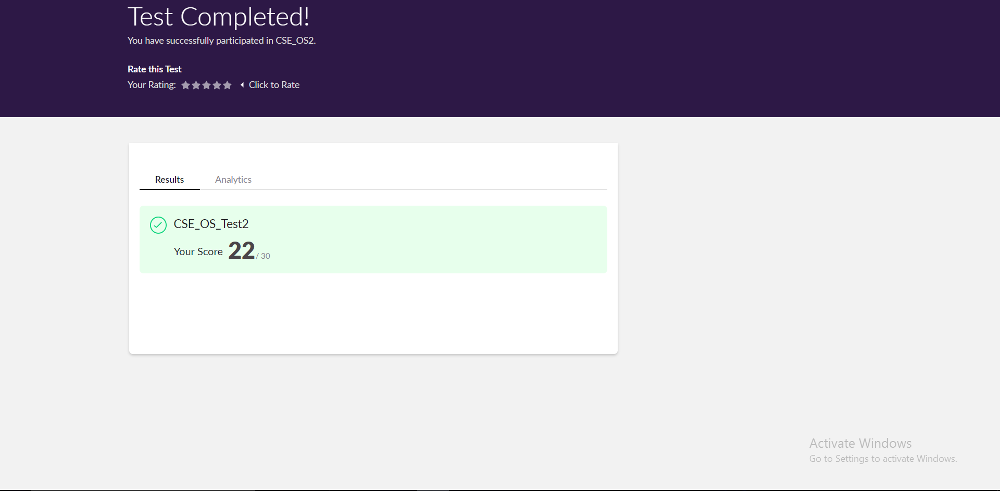 Test Completed!
You have successfully participated in CSE_OS2.
Rate this Test
Your Rating: Click to Rate
Results Analytics
CSE_OS_Test2
Your Score 22 / 30
Activate Windows
Go to Settings to activate Windows.